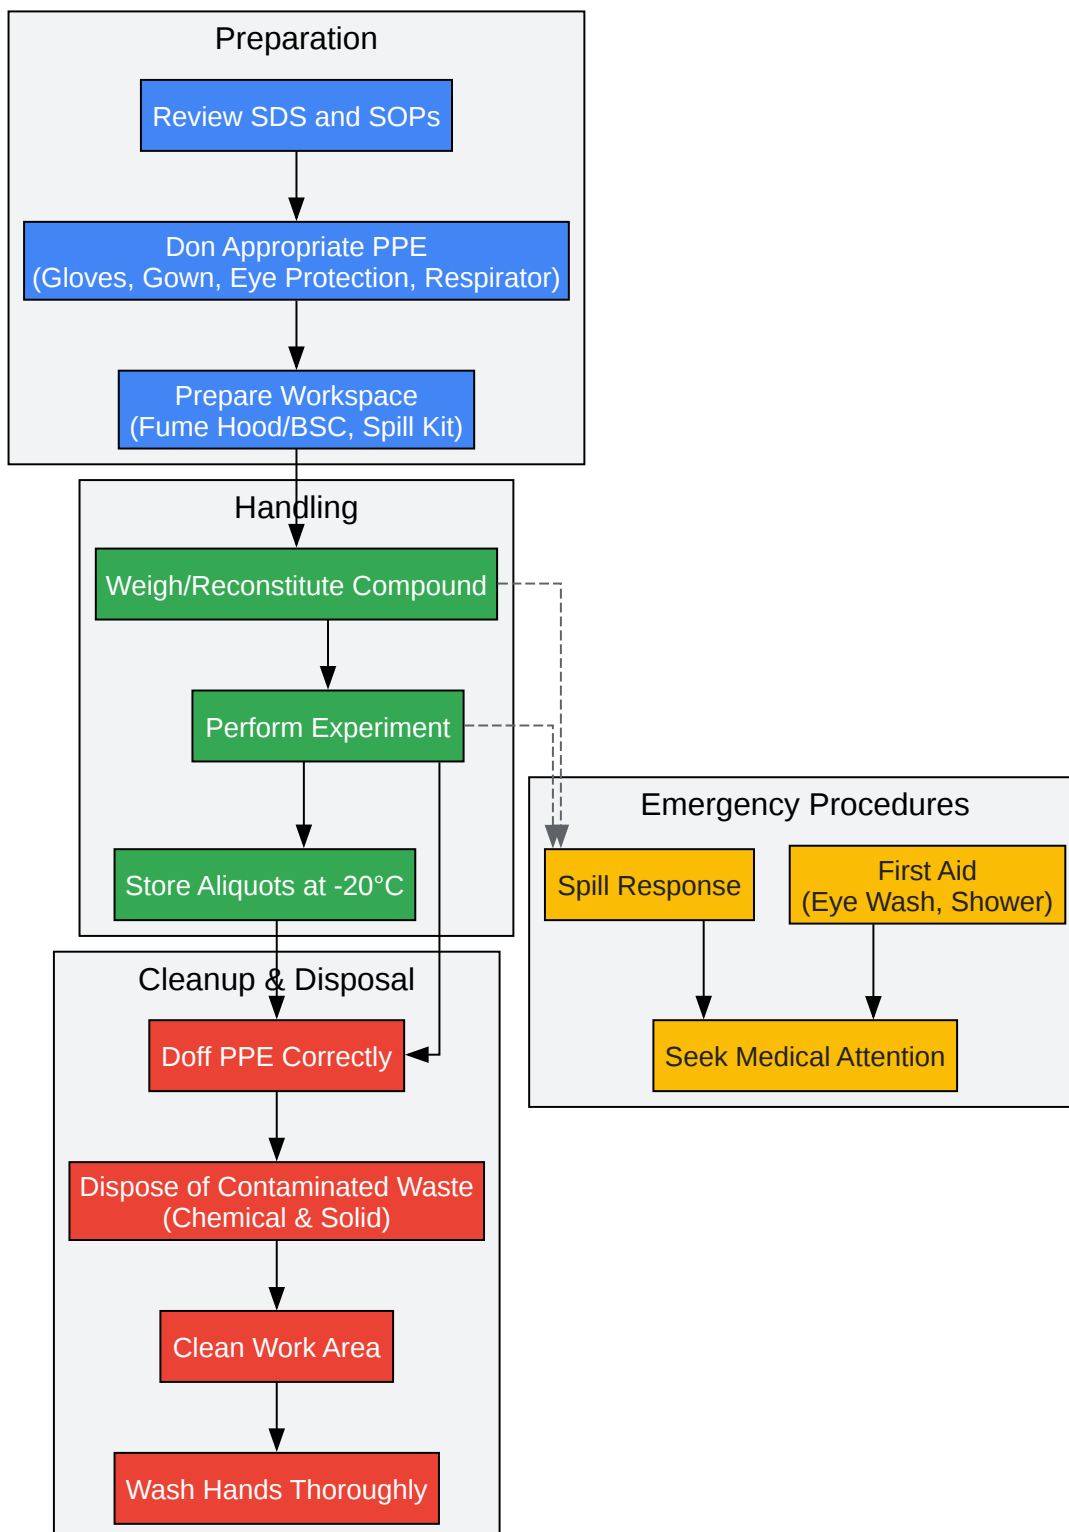 Preparation
Review SDS and SOPs
Don Appropriate PPE
(Gloves, Gown, Eye Protection, Respirator)
Prepare Workspace
(Fume Hood/BSC, Spill Kit)
Handling
Weigh/Reconstitute Compound
Perform Experiment
Store Aliquots at -20°C
Emergency Procedures
Spill Response
First Aid
(Eye Wash, Shower)
Seek Medical Attention
Cleanup & Disposal
Doff PPE Correctly
Dispose of Contaminated Waste
(Chemical & Solid)
Clean Work Area
Wash Hands Thoroughly